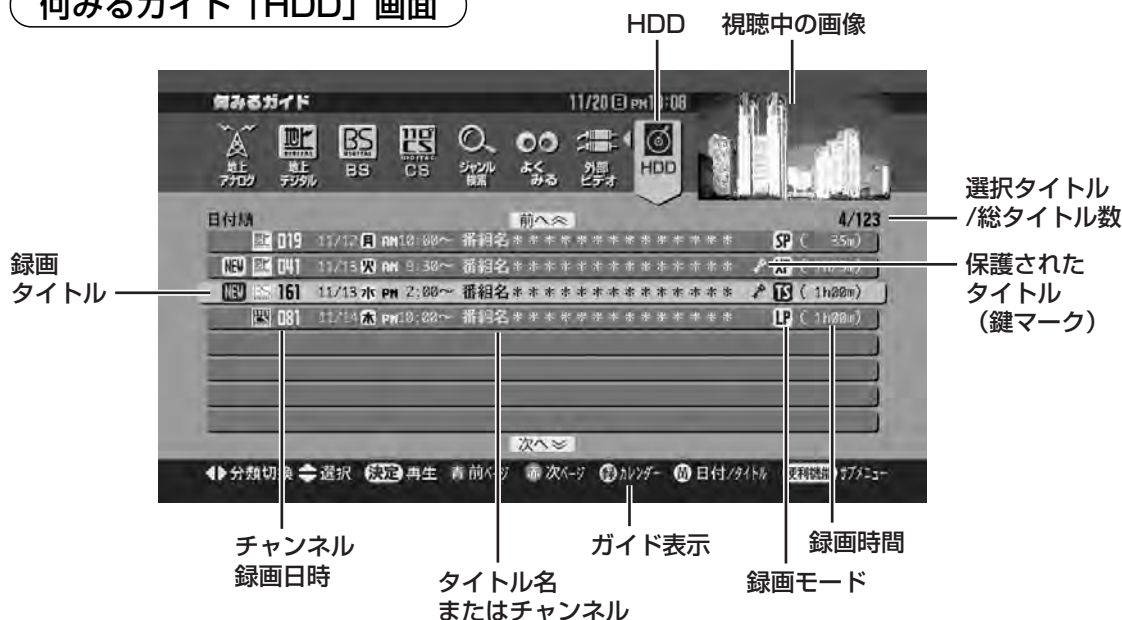 何みるガイド「HDD」画面
HDD 視聴中の画像
何みるガイド 11/20 日 PM10:08
地上アナログ 地上デジタル BS CS ジャンル検索 よくみる 外部ビデオ HDD
日付順 前へ 4/123
選択タイトル
/総タイトル数
019 11/12 月 AM10:00～ 番組名＊＊＊＊＊＊＊＊＊＊＊＊＊＊ SP ( 35m)
NEW 041 11/13 火 AM 9:30～ 番組名＊＊＊＊＊＊＊＊＊＊＊＊＊＊ XP
NEW 161 11/13 水 PM 2:00～ 番組名＊＊＊＊＊＊＊＊＊＊＊＊＊＊ TS ( 1h00m)
081 11/14 木 PM10:00～ 番組名＊＊＊＊＊＊＊＊＊＊＊＊＊＊ LP ( 1h00m)
録画
タイトル
保護された
タイトル
（鍵マーク）
次へ
分類切換 選択 決定 再生 青 前ページ 赤 次ページ カレンダー M 日付/タイトル 便利機能 サブメニュー
チャンネル
録画日時
タイトル名
またはチャンネル
ガイド表示
録画モード
録画時間